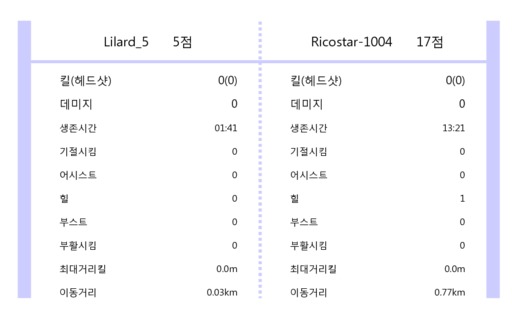 Lilard_5 5점 Ricostar-1004 17점
킬(헤드샷) 0(0) 킬(헤드샷) 0(0)
데미지 0 데미지 0
생존시간 01:41 생존시간 13:21
기절시킴 0 기절시킴 0
어시스트 0 어시스트 0
힐 0 힐 1
부스트 0 부스트 0
부활시킴 0 부활시킴 0
최대거리킬 0.0m 최대거리킬 0.0m
이동거리 0.03km 이동거리 0.77km